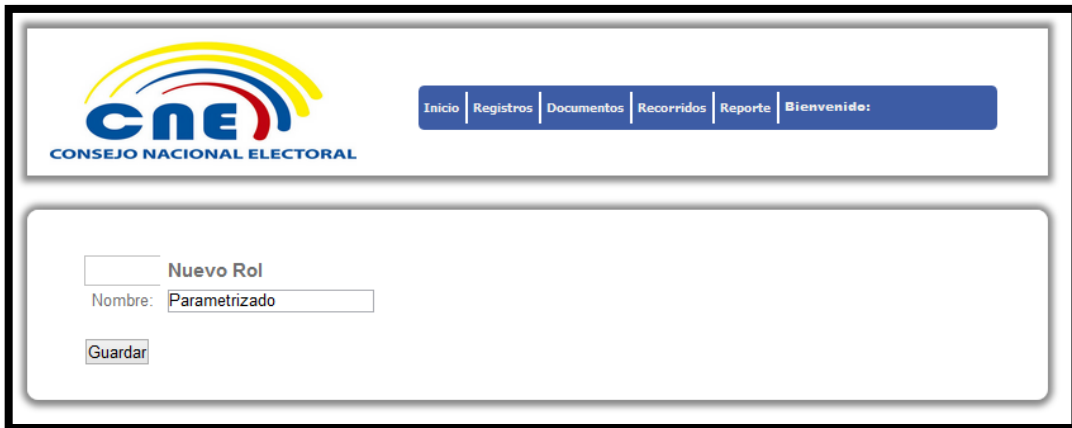 CNE
CONSEJO NACIONAL ELECTORAL
Inicio Registros Documentos Recorridos Reporte Bienvenido:
Nuevo Rol
Nombre: Parametrizado
Guardar